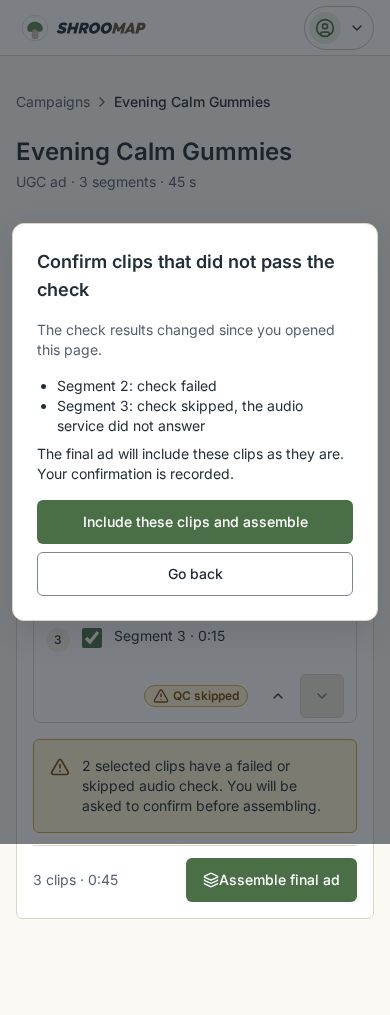 SHROOMAP
Campaigns > Evening Calm Gummies
Evening Calm Gummies
UGC ad · 3 segments · 45 s
Confirm clips that did not pass the
check
The check results changed since you opened
this page.
• Segment 2: check failed
• Segment 3: check skipped, the audio
service did not answer
The final ad will include these clips as they are.
Your confirmation is recorded.
Include these clips and assemble
Go back
3 Segment 3 · 0:15
QC skipped
2 selected clips have a failed or
skipped audio check. You will be
asked to confirm before assembling.
3 clips · 0:45 Assemble final ad